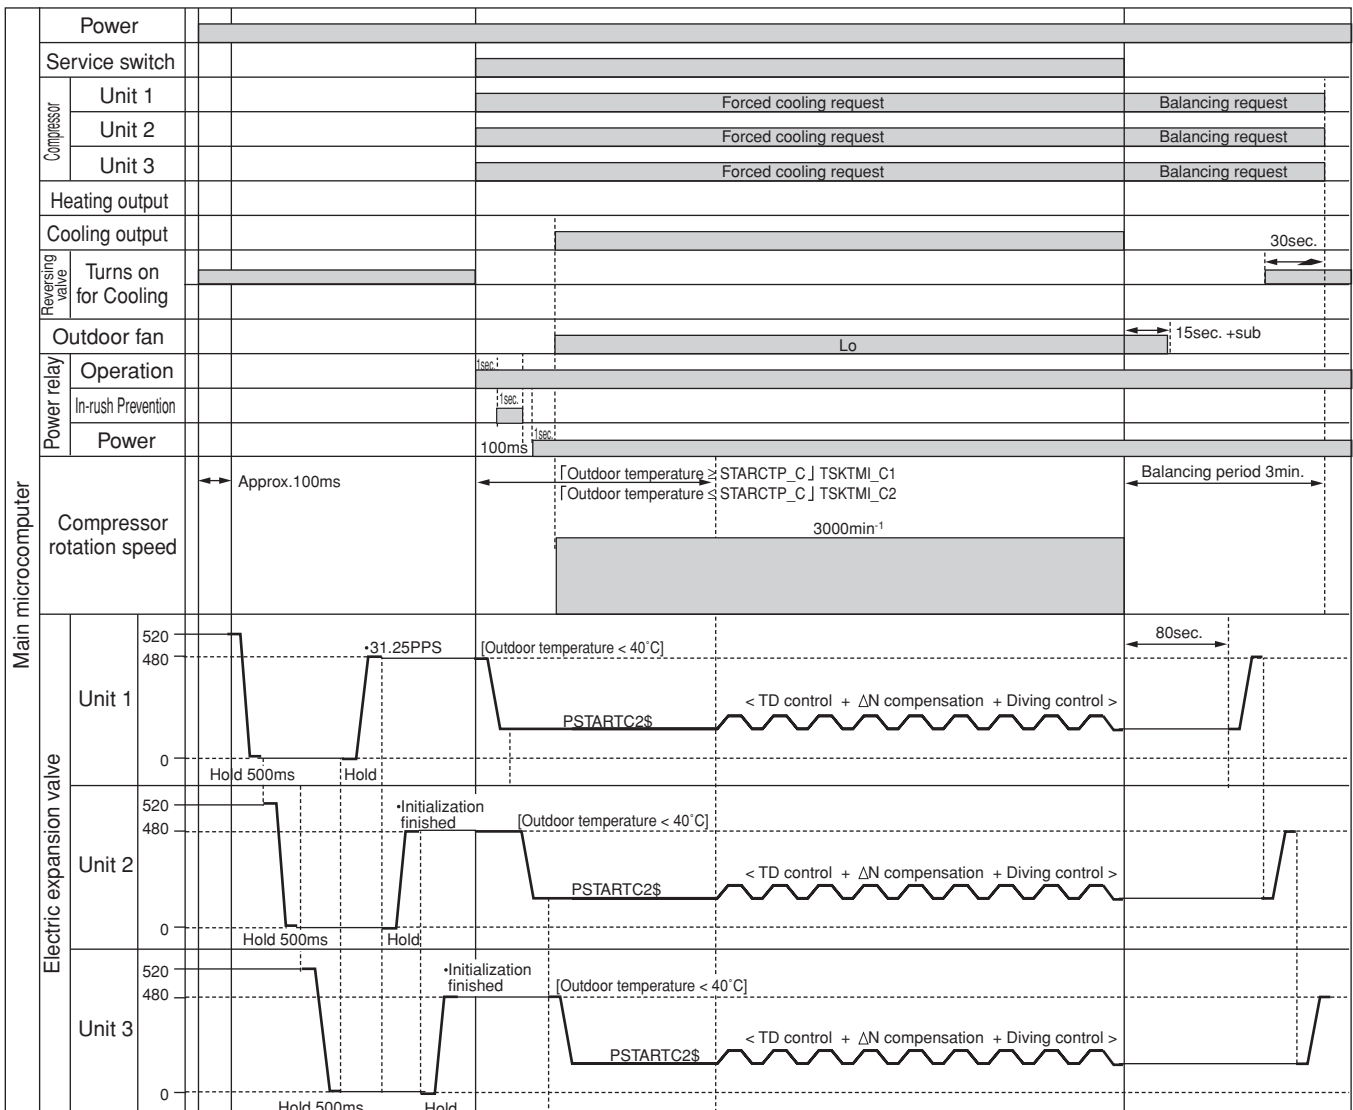 Power
Service switch
Compressor
Unit 1
Forced cooling request
Balancing request
Unit 2
Forced cooling request
Balancing request
Unit 3
Forced cooling request
Balancing request
Heating output
Cooling output
30sec.
Reversing valve
Turns on
for Cooling
Outdoor fan
Lo
15sec. +sub
Power relay
Operation
1sec.
In-rush Prevention
1sec.
Power
100ms
1sec.
Main microcomputer
Compressor
rotation speed
Approx.100ms
「Outdoor temperature ≥ STARCTP_C」 TSKTMI_C1
「Outdoor temperature ≤ STARCTP_C」 TSKTMI_C2
Balancing period 3min.
3000min-1
Electric expansion valve
Unit 1
520
480
0
•31.25PPS
[Outdoor temperature < 40˚C]
80sec.
PSTARTC2$
< TD control + ΔN compensation + Diving control >
Hold 500ms
Hold
Unit 2
520
480
0
•Initialization
finished
[Outdoor temperature < 40˚C]
PSTARTC2$
< TD control + ΔN compensation + Diving control >
Hold 500ms
Hold
Unit 3
520
480
0
•Initialization
finished
[Outdoor temperature < 40˚C]
PSTARTC2$
< TD control + ΔN compensation + Diving control >
Hold 500ms
Hold